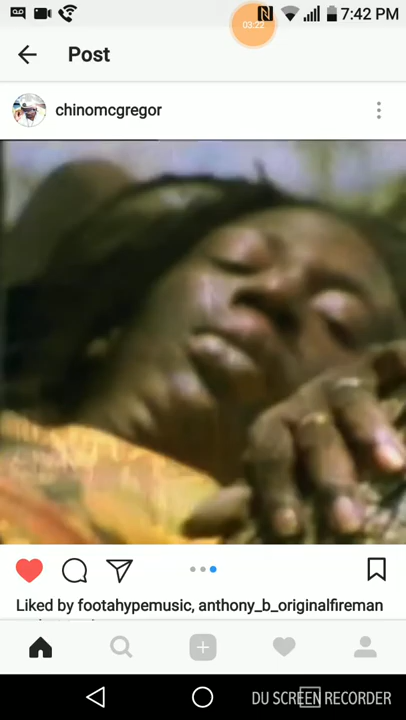 03:22
7:42 PM
Post
chinomcgregor
Liked by footahypemusic, anthony_b_originalfireman
DU SCREEN RECORDER